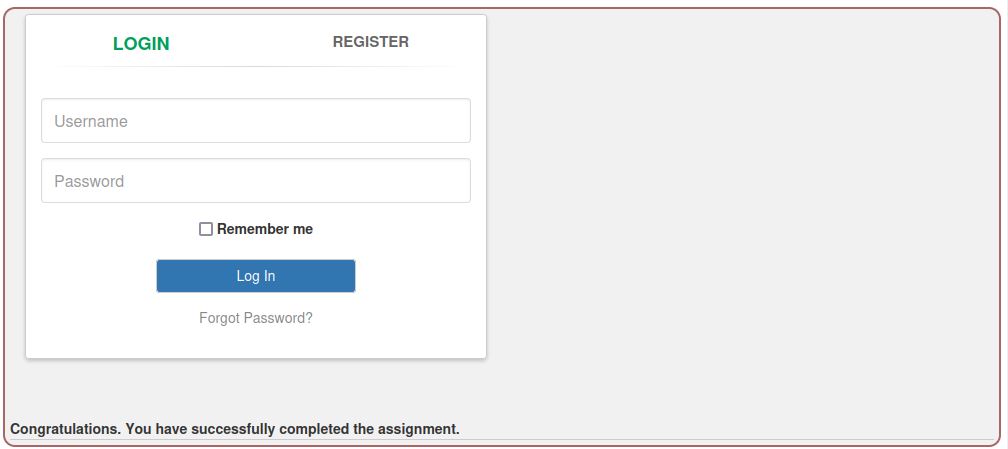 LOGIN REGISTER
Username
Password
Remember me
Log In
Forgot Password?
Congratulations. You have successfully completed the assignment.